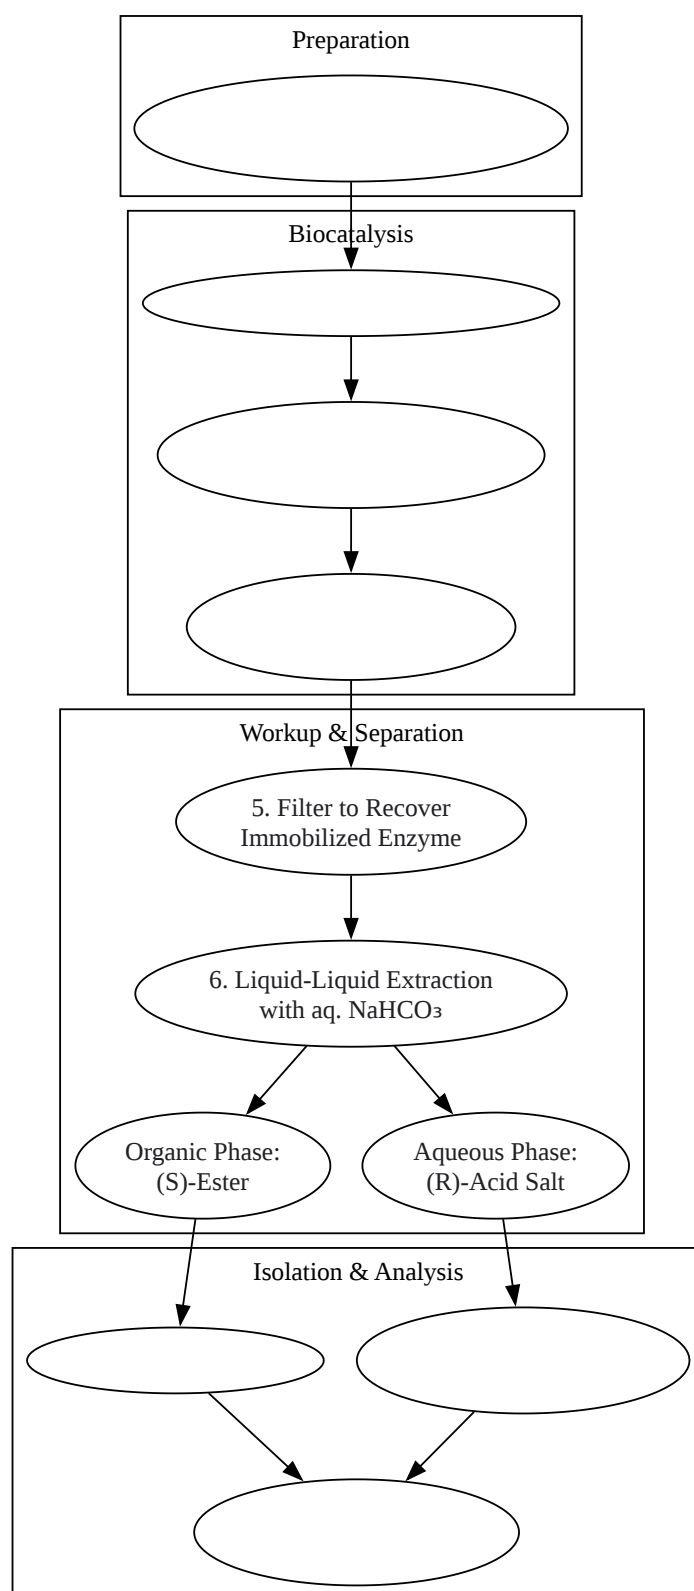 Preparation
Biocatalysis
Workup & Separation
5. Filter to Recover
Immobilized Enzyme
6. Liquid-Liquid Extraction
with aq. NaHCO₃
Organic Phase:
(S)-Ester
Aqueous Phase:
(R)-Acid Salt
Isolation & Analysis